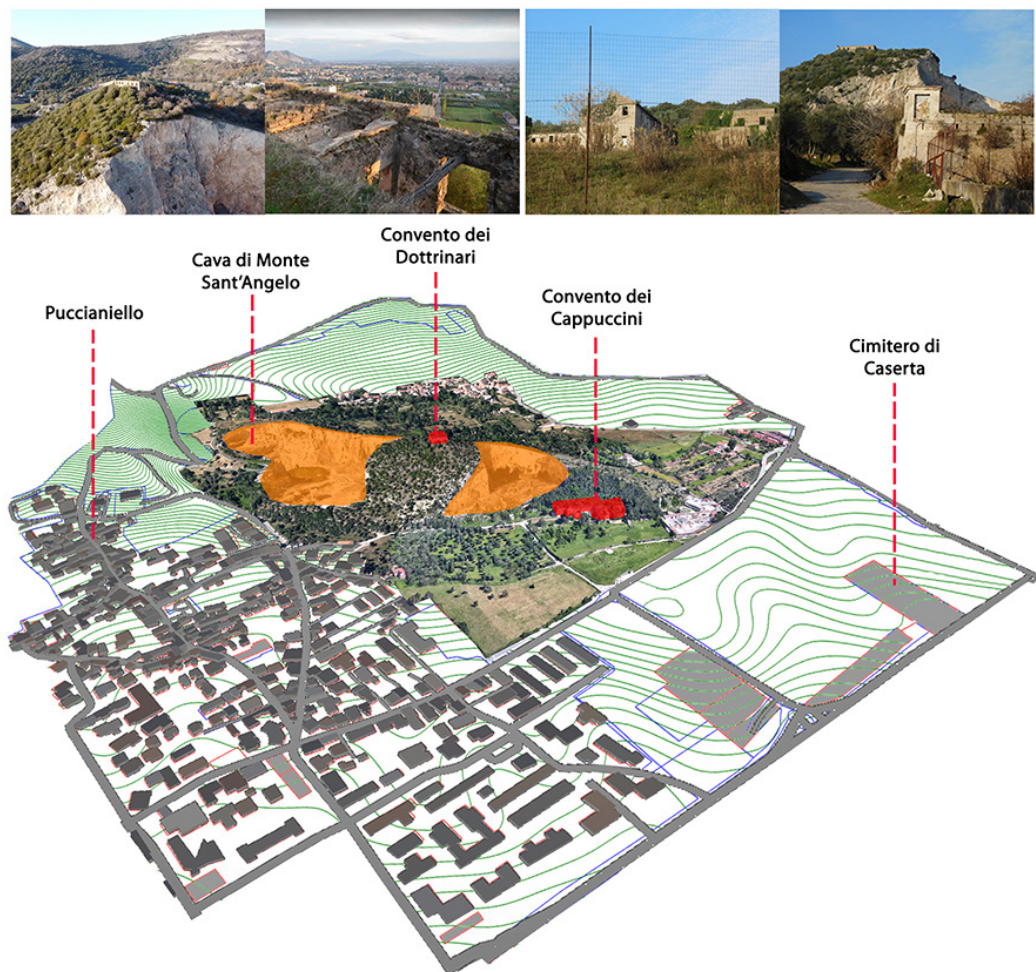 Convento dei
Dottrinari
Cava di Monte
Sant'Angelo
Convento dei
Cappuccini
Puccianiello
Cimitero di
Caserta